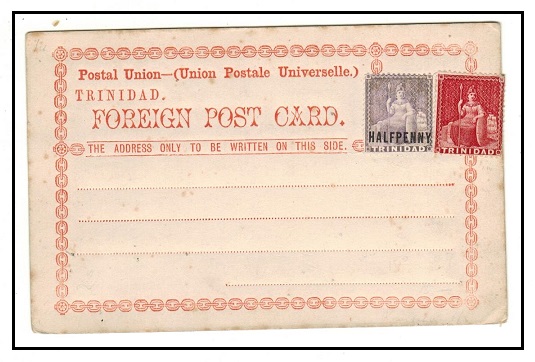 Postal Union—(Union Postale Universelle.)
TRINIDAD.
FOREIGN POST CARD.
THE ADDRESS ONLY TO BE WRITTEN ON THIS SIDE.
HALFPENNY
TRINIDAD
TRINIDAD